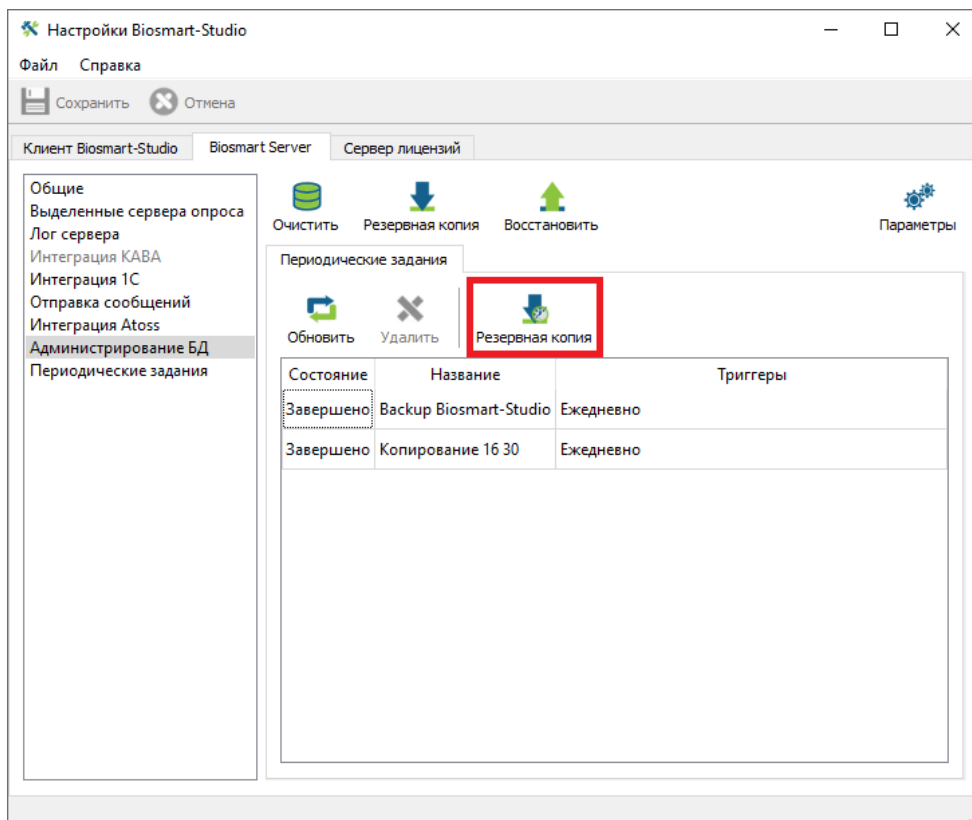 Настройки Biosmart-Studio
Файл Справка
Сохранить Отмена
Клиент Biosmart-Studio Biosmart Server Сервер лицензий
Общие
Выделенные сервера опроса
Лог сервера
Интеграция KABA
Интеграция 1C
Отправка сообщений
Интеграция Atoss
Администрирование БД
Периодические задания
Очистить Резервная копия Восстановить Параметры
Периодические задания
Обновить Удалить Резервная копия
Состояние Название Триггеры
Завершено Backup Biosmart-Studio Ежедневно
Завершено Копирование 16 30 Ежедневно